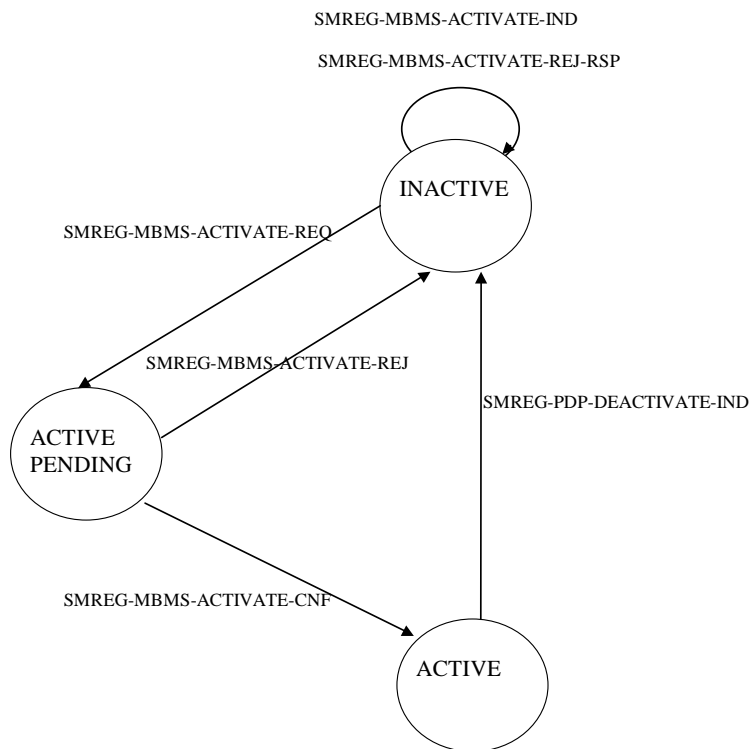 SMREG-MBMS-ACTIVATE-IND
SMREG-MBMS-ACTIVATE-REJ-RSP
INACTIVE
SMREG-MBMS-ACTIVATE-REQ
SMREG-MBMS-ACTIVATE-REJ
SMREG-PDP-DEACTIVATE-IND
ACTIVE
PENDING
SMREG-MBMS-ACTIVATE-CNF
ACTIVE